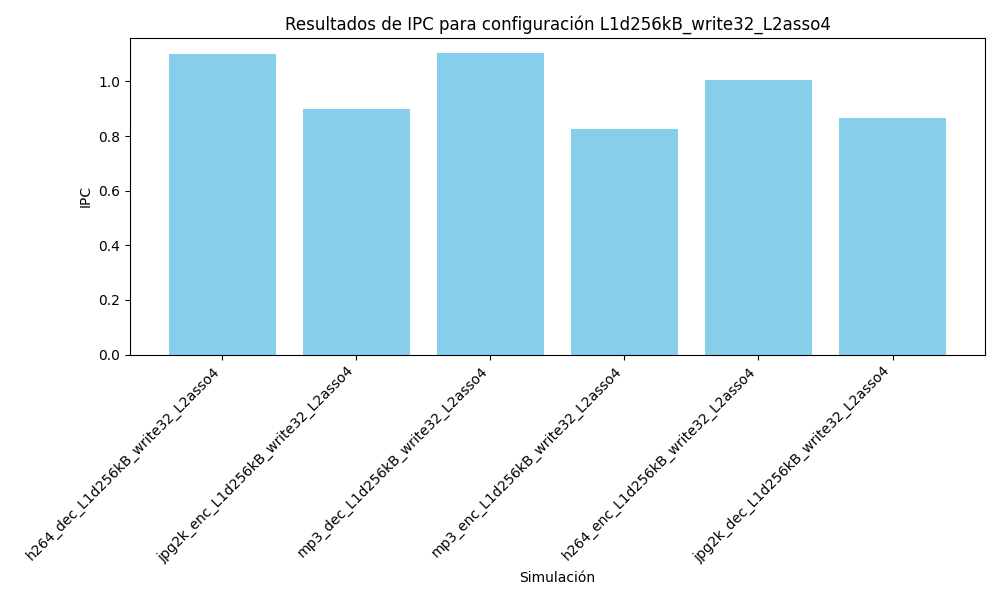 Resultados de IPC para configuración L1d256kB_write32_L2asso4
IPC
1.0
0.8
0.6
0.4
0.2
0.0
h264_dec_L1d256kB_write32_L2asso4
jpg2k_enc_L1d256kB_write32_L2asso4
mp3_dec_L1d256kB_write32_L2asso4
mp3_enc_L1d256kB_write32_L2asso4
h264_enc_L1d256kB_write32_L2asso4
jpg2k_dec_L1d256kB_write32_L2asso4
Simulación